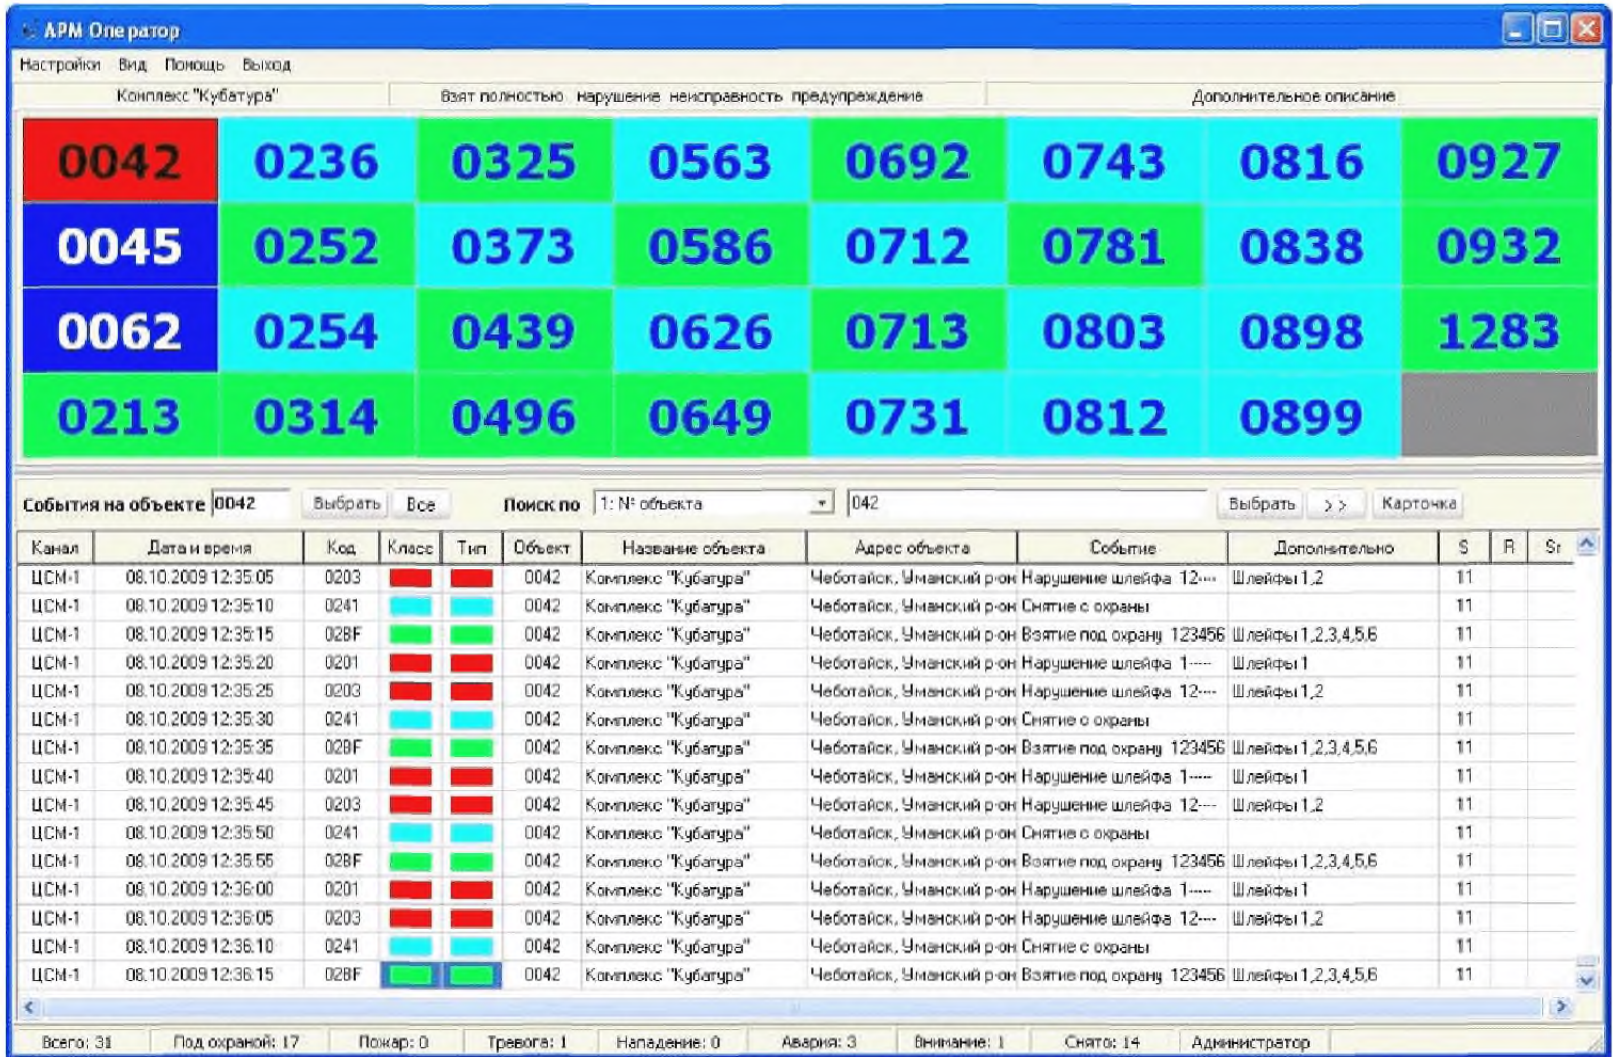 АРМ Оператор
Настройки Вид Помощь Выход
Комплекс "Кубатура" Взят полностью нарушение неисправность предупреждение Дополнительное описание
0042 0236 0325 0563 0692 0743 0816 0927
0045 0252 0373 0586 0712 0781 0838 0932
0062 0254 0439 0626 0713 0803 0898 1283
0213 0314 0496 0649 0731 0812 0899
События на объекте 0042 Выбрать Все Поиск по 1: № объекта 042 Выбрать >> Карточка
Канал Дата и время Код Класс Тип Объект Название объекта Адрес объекта Событие Дополнительно S R Sr
ЦСМ-1 08.10.2009 12:35:05 0203 0042 Комплекс "Кубатура" Чеботайск, Уманский р-он Нарушение шлейфа 12---- Шлейфы 1,2 11
ЦСМ-1 08.10.2009 12:35:10 0241 0042 Комплекс "Кубатура" Чеботайск, Уманский р-он Снятие с охраны 11
ЦСМ-1 08.10.2009 12:35:15 02BF 0042 Комплекс "Кубатура" Чеботайск, Уманский р-он Взятие под охрану 123456 Шлейфы 1,2,3,4,5,6 11
ЦСМ-1 08.10.2009 12:35:20 0201 0042 Комплекс "Кубатура" Чеботайск, Уманский р-он Нарушение шлейфа 1----- Шлейфы 1 11
ЦСМ-1 08.10.2009 12:35:25 0203 0042 Комплекс "Кубатура" Чеботайск, Уманский р-он Нарушение шлейфа 12---- Шлейфы 1,2 11
ЦСМ-1 08.10.2009 12:35:30 0241 0042 Комплекс "Кубатура" Чеботайск, Уманский р-он Снятие с охраны 11
ЦСМ-1 08.10.2009 12:35:35 02BF 0042 Комплекс "Кубатура" Чеботайск, Уманский р-он Взятие под охрану 123456 Шлейфы 1,2,3,4,5,6 11
ЦСМ-1 08.10.2009 12:35:40 0201 0042 Комплекс "Кубатура" Чеботайск, Уманский р-он Нарушение шлейфа 1----- Шлейфы 1 11
ЦСМ-1 08.10.2009 12:35:45 0203 0042 Комплекс "Кубатура" Чеботайск, Уманский р-он Нарушение шлейфа 12---- Шлейфы 1,2 11
ЦСМ-1 08.10.2009 12:35:50 0241 0042 Комплекс "Кубатура" Чеботайск, Уманский р-он Снятие с охраны 11
ЦСМ-1 08.10.2009 12:35:55 02BF 0042 Комплекс "Кубатура" Чеботайск, Уманский р-он Взятие под охрану 123456 Шлейфы 1,2,3,4,5,6 11
ЦСМ-1 08.10.2009 12:36:00 0201 0042 Комплекс "Кубатура" Чеботайск, Уманский р-он Нарушение шлейфа 1----- Шлейфы 1 11
ЦСМ-1 08.10.2009 12:36:05 0203 0042 Комплекс "Кубатура" Чеботайск, Уманский р-он Нарушение шлейфа 12---- Шлейфы 1,2 11
ЦСМ-1 08.10.2009 12:36:10 0241 0042 Комплекс "Кубатура" Чеботайск, Уманский р-он Снятие с охраны 11
ЦСМ-1 08.10.2009 12:36:15 02BF 0042 Комплекс "Кубатура" Чеботайск, Уманский р-он Взятие под охрану 123456 Шлейфы 1,2,3,4,5,6 11
Всего: 31 Под охраной: 17 Пожар: 0 Тревога: 1 Нападение: 0 Авария: 3 Внимание: 1 Снято: 14 Администратор